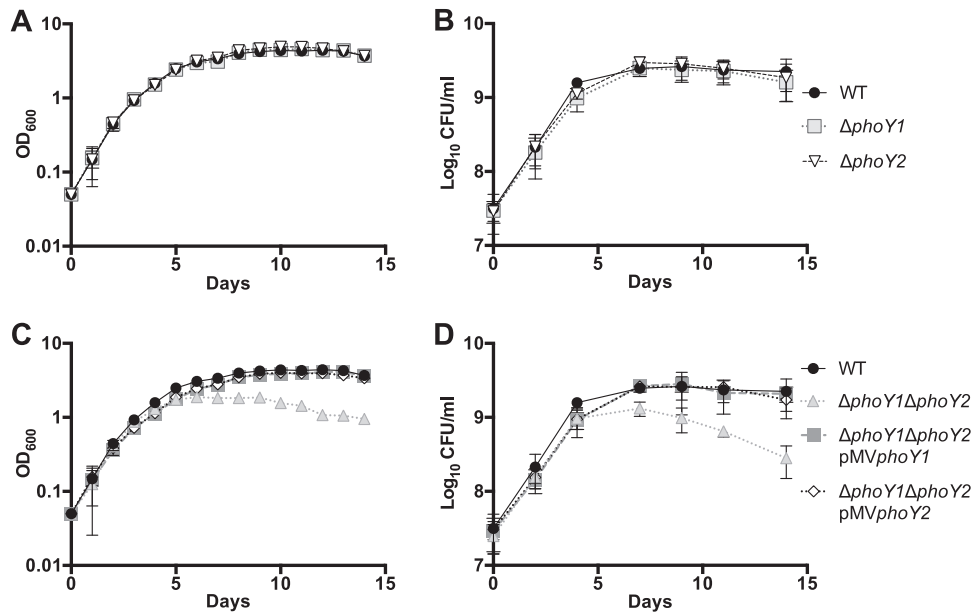 A
10
1
0.1
0.01
OD600
0 5 10 15
Days
B
10
9
8
7
Log10 CFU/ml
0 5 10 15
Days
WT
ΔphoY1
ΔphoY2
C
10
1
0.1
0.01
OD600
0 5 10 15
Days
D
10
9
8
7
Log10 CFU/ml
0 5 10 15
Days
WT
ΔphoY1ΔphoY2
ΔphoY1ΔphoY2
pMVphoY1
ΔphoY1ΔphoY2
pMVphoY2